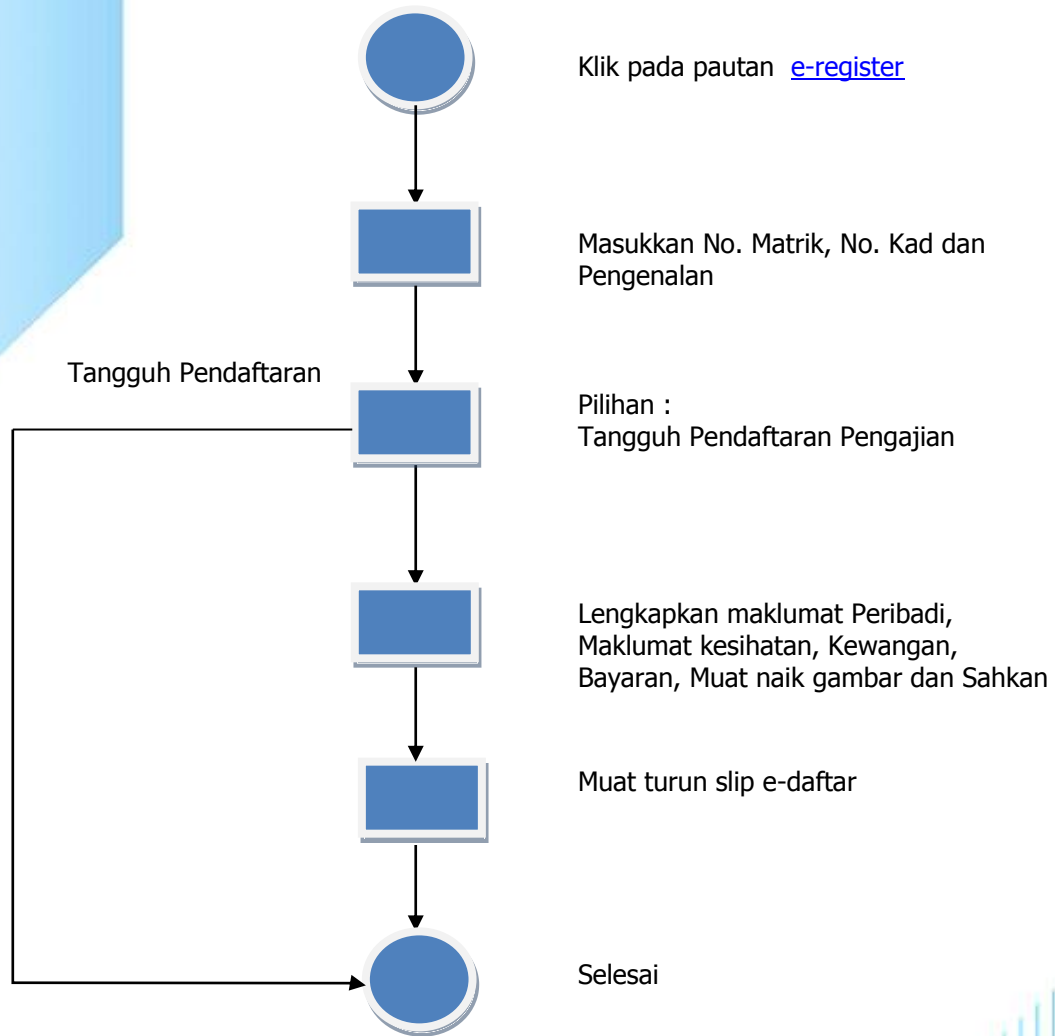 Klik pada pautan e-register
Masukkan No. Matrik, No. Kad dan
Pengenalan
Tangguh Pendaftaran
Pilihan :
Tangguh Pendaftaran Pengajian
Lengkapkan maklumat Peribadi,
Maklumat kesihatan, Kewangan,
Bayaran, Muat naik gambar dan Sahkan
Muat turun slip e-daftar
Selesai